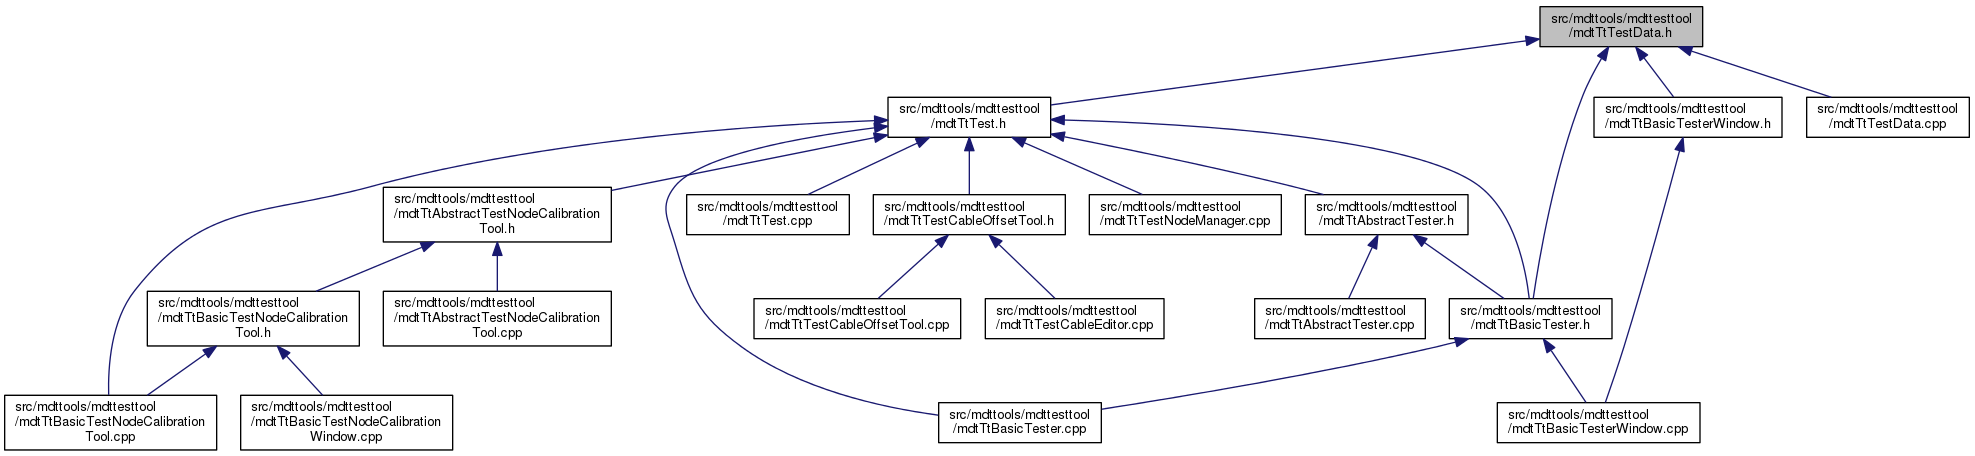 src/mdttools/mdttesttool
/mdtTtTestData.h
src/mdttools/mdttesttool
/mdtTtTest.h
src/mdttools/mdttesttool
/mdtTtBasicTesterWindow.h
src/mdttools/mdttesttool
/mdtTtTestData.cpp
src/mdttools/mdttesttool
/mdtTtAbstractTestNodeCalibration
Tool.h
src/mdttools/mdttesttool
/mdtTtTest.cpp
src/mdttools/mdttesttool
/mdtTtTestCableOffsetTool.h
src/mdttools/mdttesttool
/mdtTtTestNodeManager.cpp
src/mdttools/mdttesttool
/mdtTtAbstractTester.h
src/mdttools/mdttesttool
/mdtTtBasicTestNodeCalibration
Tool.h
src/mdttools/mdttesttool
/mdtTtAbstractTestNodeCalibration
Tool.cpp
src/mdttools/mdttesttool
/mdtTtTestCableOffsetTool.cpp
src/mdttools/mdttesttool
/mdtTtTestCableEditor.cpp
src/mdttools/mdttesttool
/mdtTtAbstractTester.cpp
src/mdttools/mdttesttool
/mdtTtBasicTester.h
src/mdttools/mdttesttool
/mdtTtBasicTestNodeCalibration
Tool.cpp
src/mdttools/mdttesttool
/mdtTtBasicTestNodeCalibration
Window.cpp
src/mdttools/mdttesttool
/mdtTtBasicTester.cpp
src/mdttools/mdttesttool
/mdtTtBasicTesterWindow.cpp